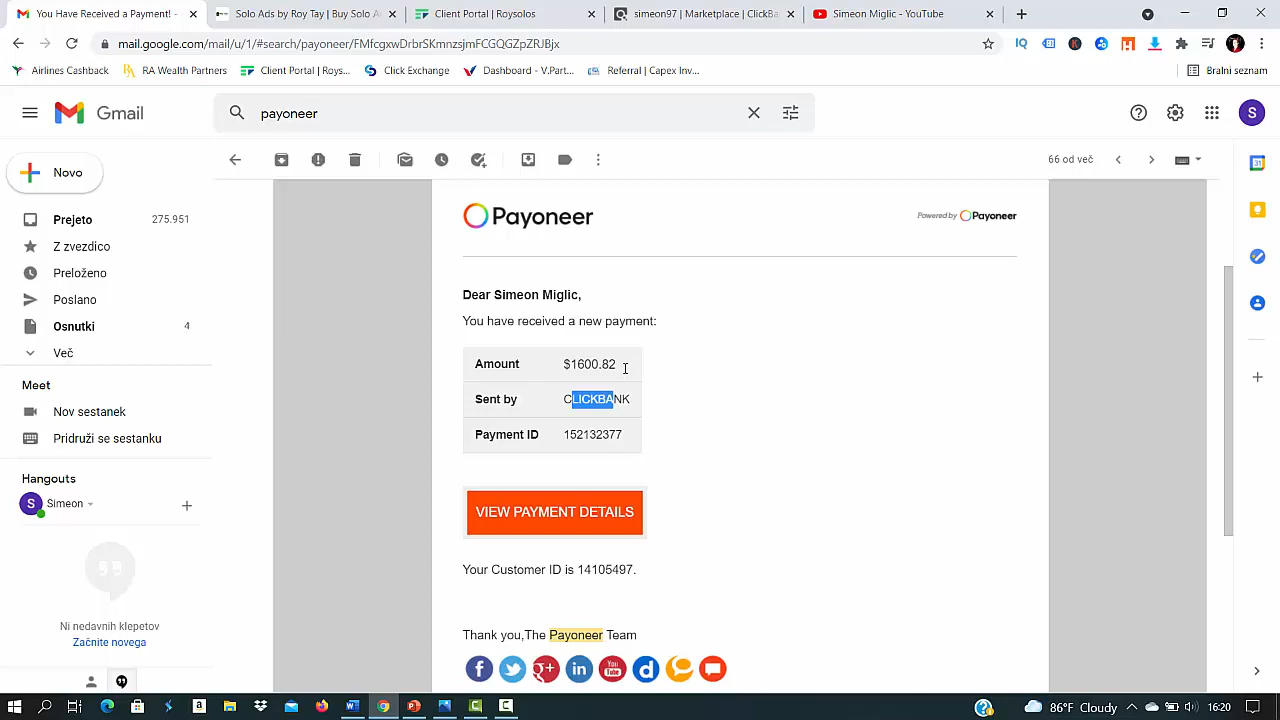 You Have Received A Payment! -
Solo Ads by Roy Tay | Buy Solo A
Client Portal | Roysolos
simeon97 | Marketplace | ClickBa
Simeon Miglic - YouTube
mail.google.com/mail/u/1/#search/payoneer/FMfcgxwDrbrSKmnzsjmFCGQGZpZRJBjx
Airlines Cashback
RA Wealth Partners
Client Portal | Roys...
Click Exchange
Dashboard - V.Part...
Referral | Capex Inv...
Bralni seznam
Gmail
payoneer
S
Novo
66 od več
Prejeto 275.951
Z zvezdico
Preloženo
Poslano
Osnutki 4
Več
Meet
Nov sestanek
Pridruži se sestanku
Hangouts
S Simeon
Ni nedavnih klepetov
Začnite novega
Payoneer
Powered by Payoneer
Dear Simeon Miglic,
You have received a new payment:
Amount $1600.82
Sent by CLICKBANK
Payment ID 152132377
VIEW PAYMENT DETAILS
Your Customer ID is 14105497.
Thank you,The Payoneer Team
86°F Cloudy
16:20